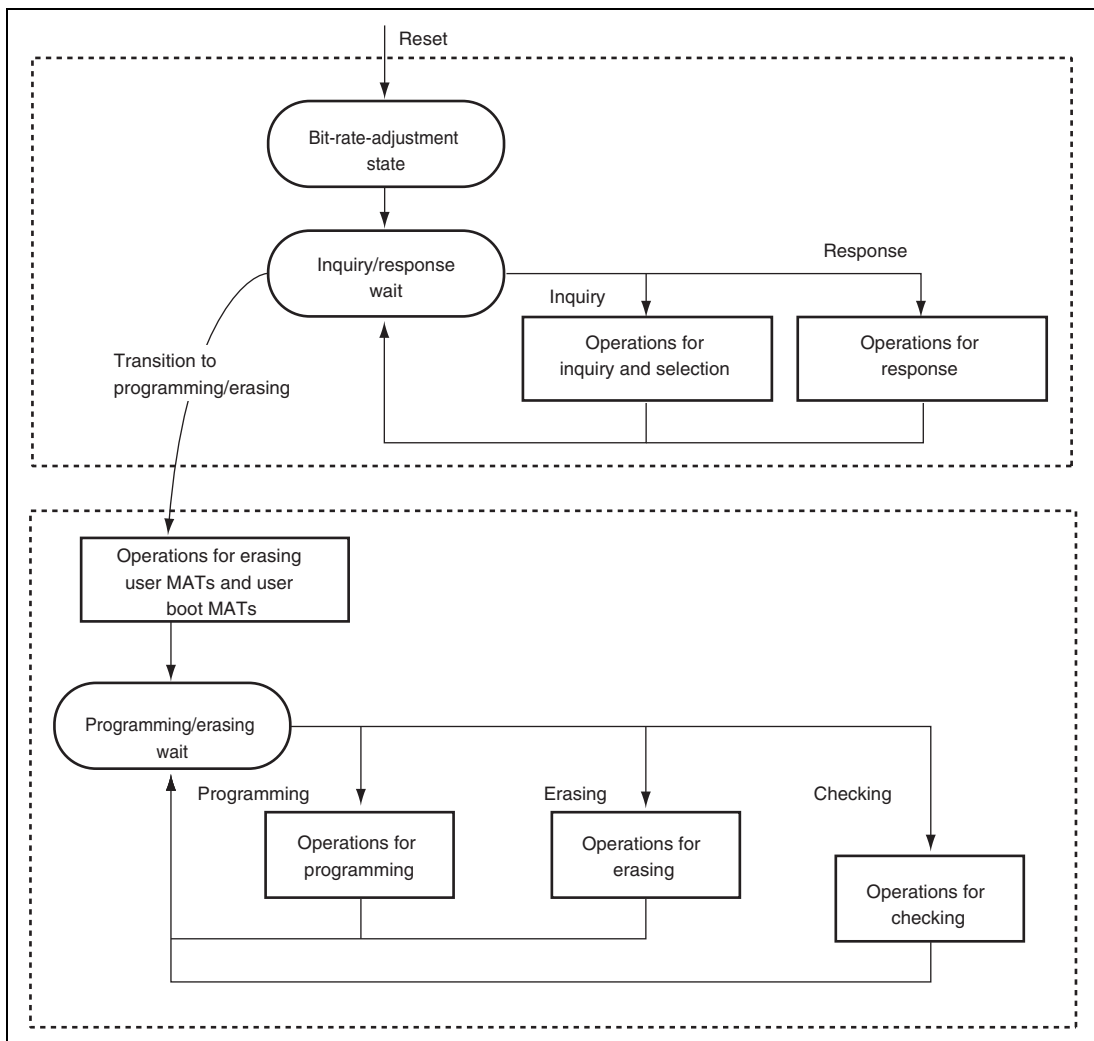 Reset
Bit-rate-adjustment
state
Inquiry/response
wait
Response
Inquiry
Operations for
inquiry and selection
Operations for
response
Transition to
programming/erasing
Operations for erasing
user MATs and user
boot MATs
Programming/erasing
wait
Programming
Erasing
Checking
Operations for
programming
Operations for
erasing
Operations for
checking